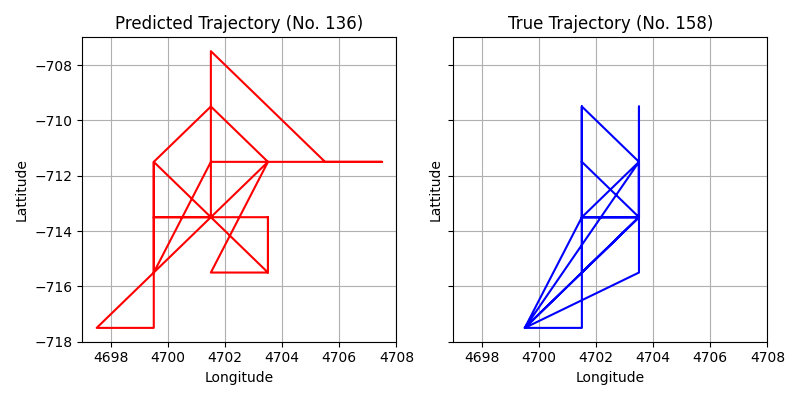 Predicted Trajectory (No. 136)
True Trajectory (No. 158)
Lattitude
−708
−710
−712
−714
−716
−718
4698 4700 4702 4704 4706 4708
Longitude
Lattitude
4698 4700 4702 4704 4706 4708
Longitude